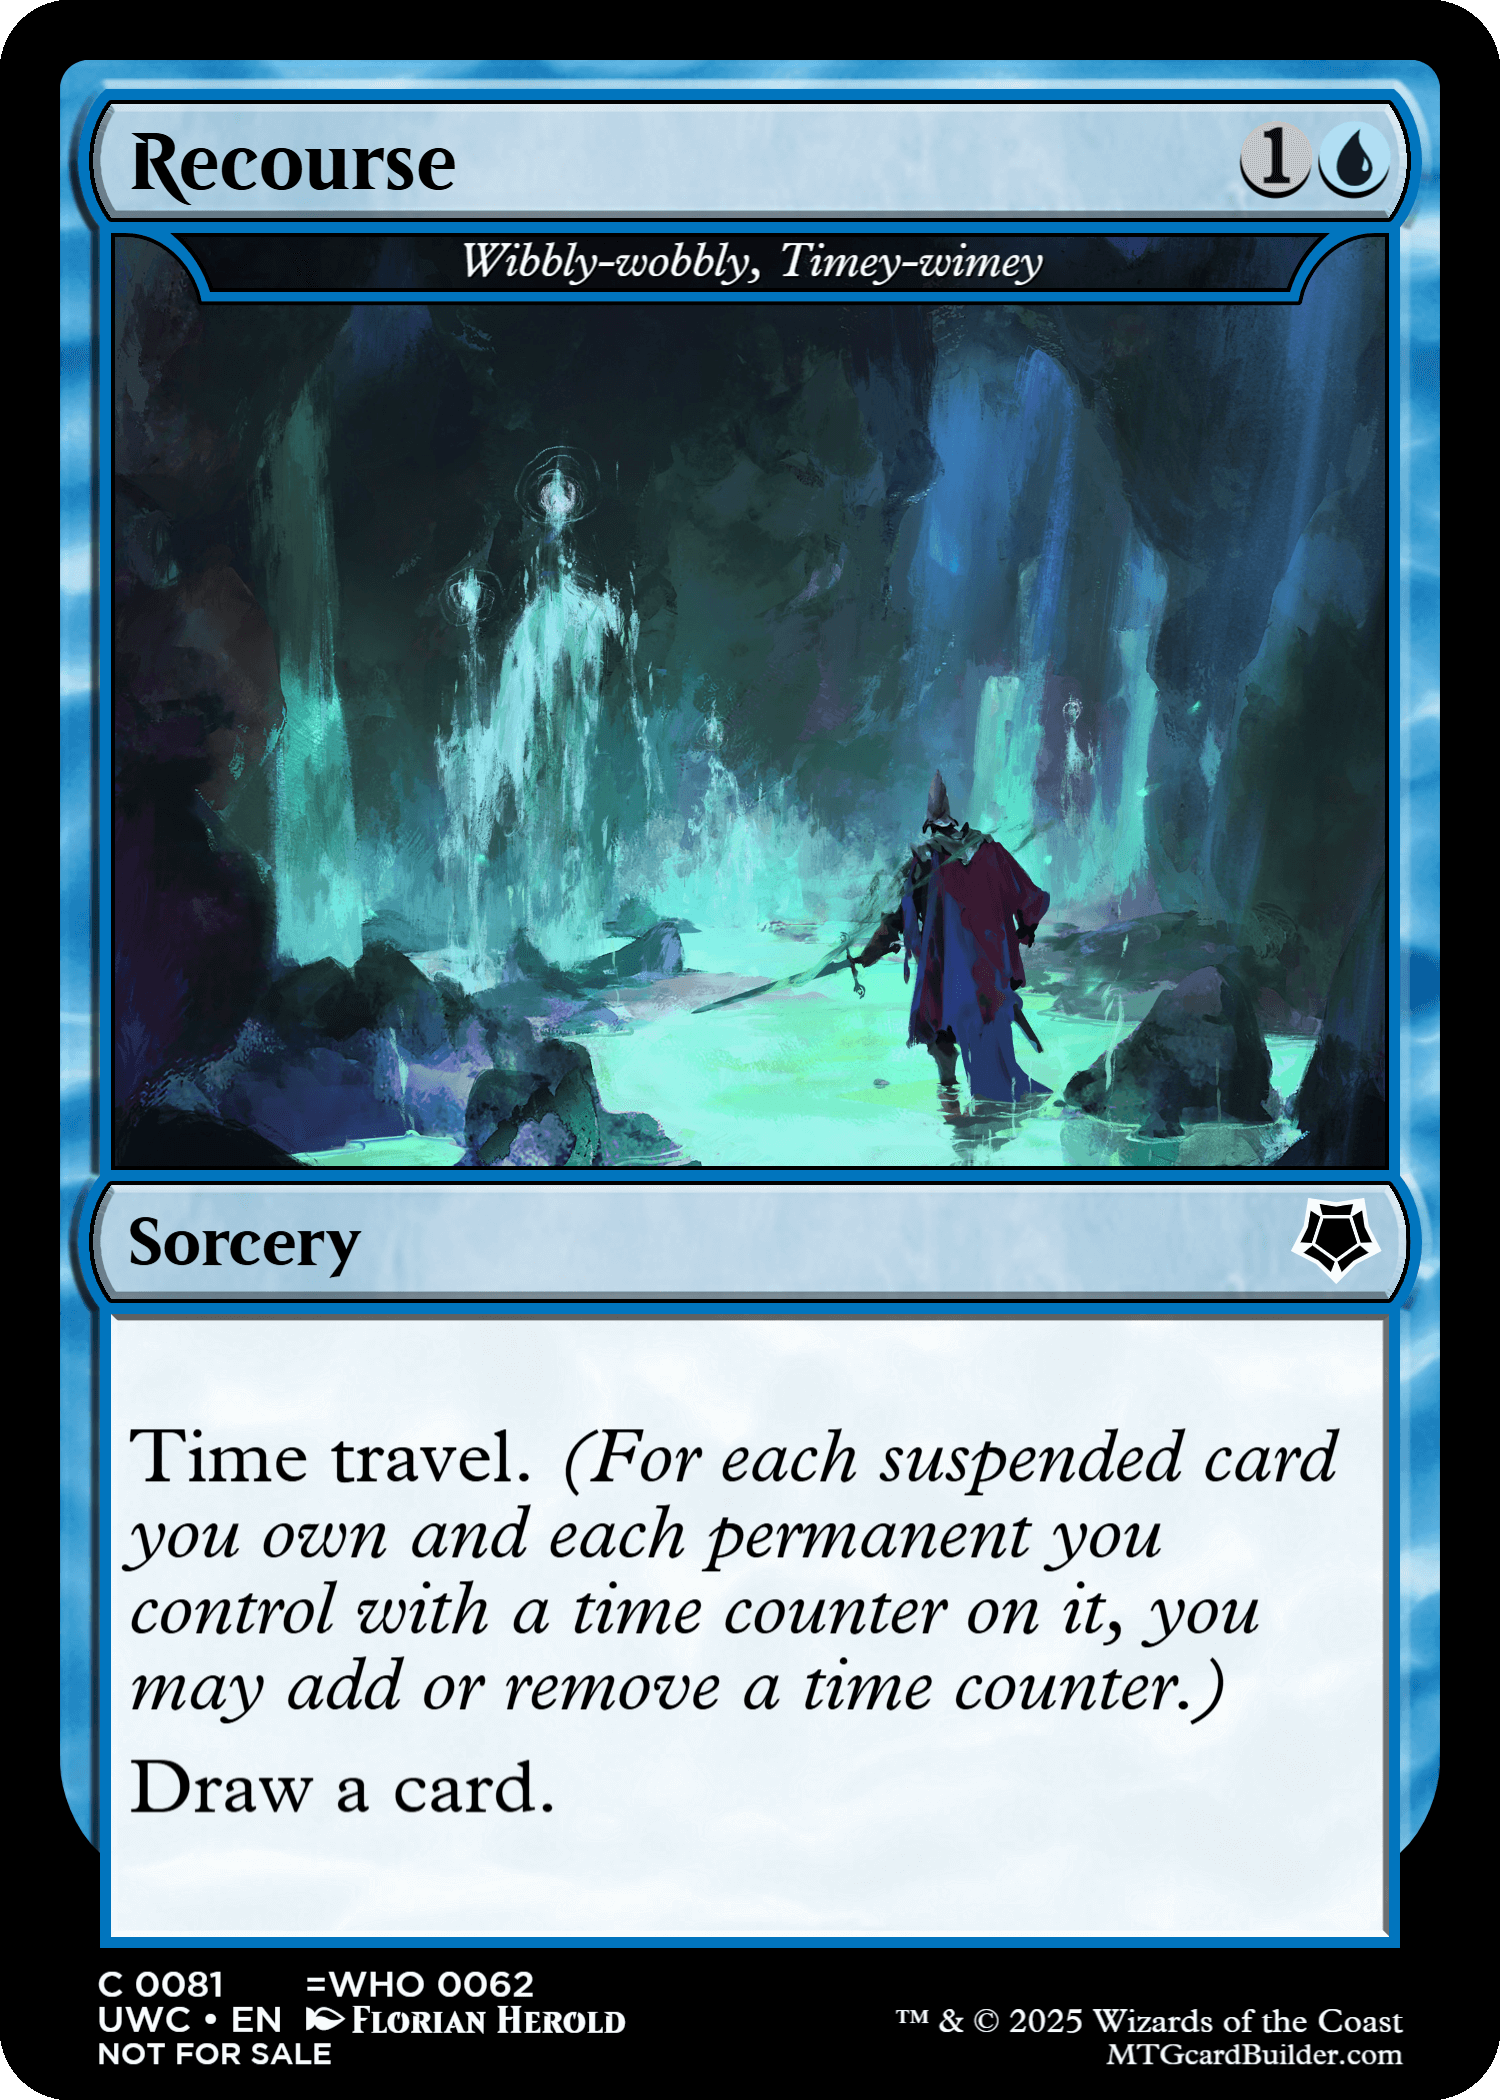 Recourse 1
Wibbly-wobbly, Timey-wimey
Sorcery
Time travel. (For each suspended card
you own and each permanent you
control with a time counter on it, you
may add or remove a time counter.)
Draw a card.
C 0081 =WHO 0062
UWC • EN Florian Herold
NOT FOR SALE
™ & © 2025 Wizards of the Coast
MTGcardBuilder.com